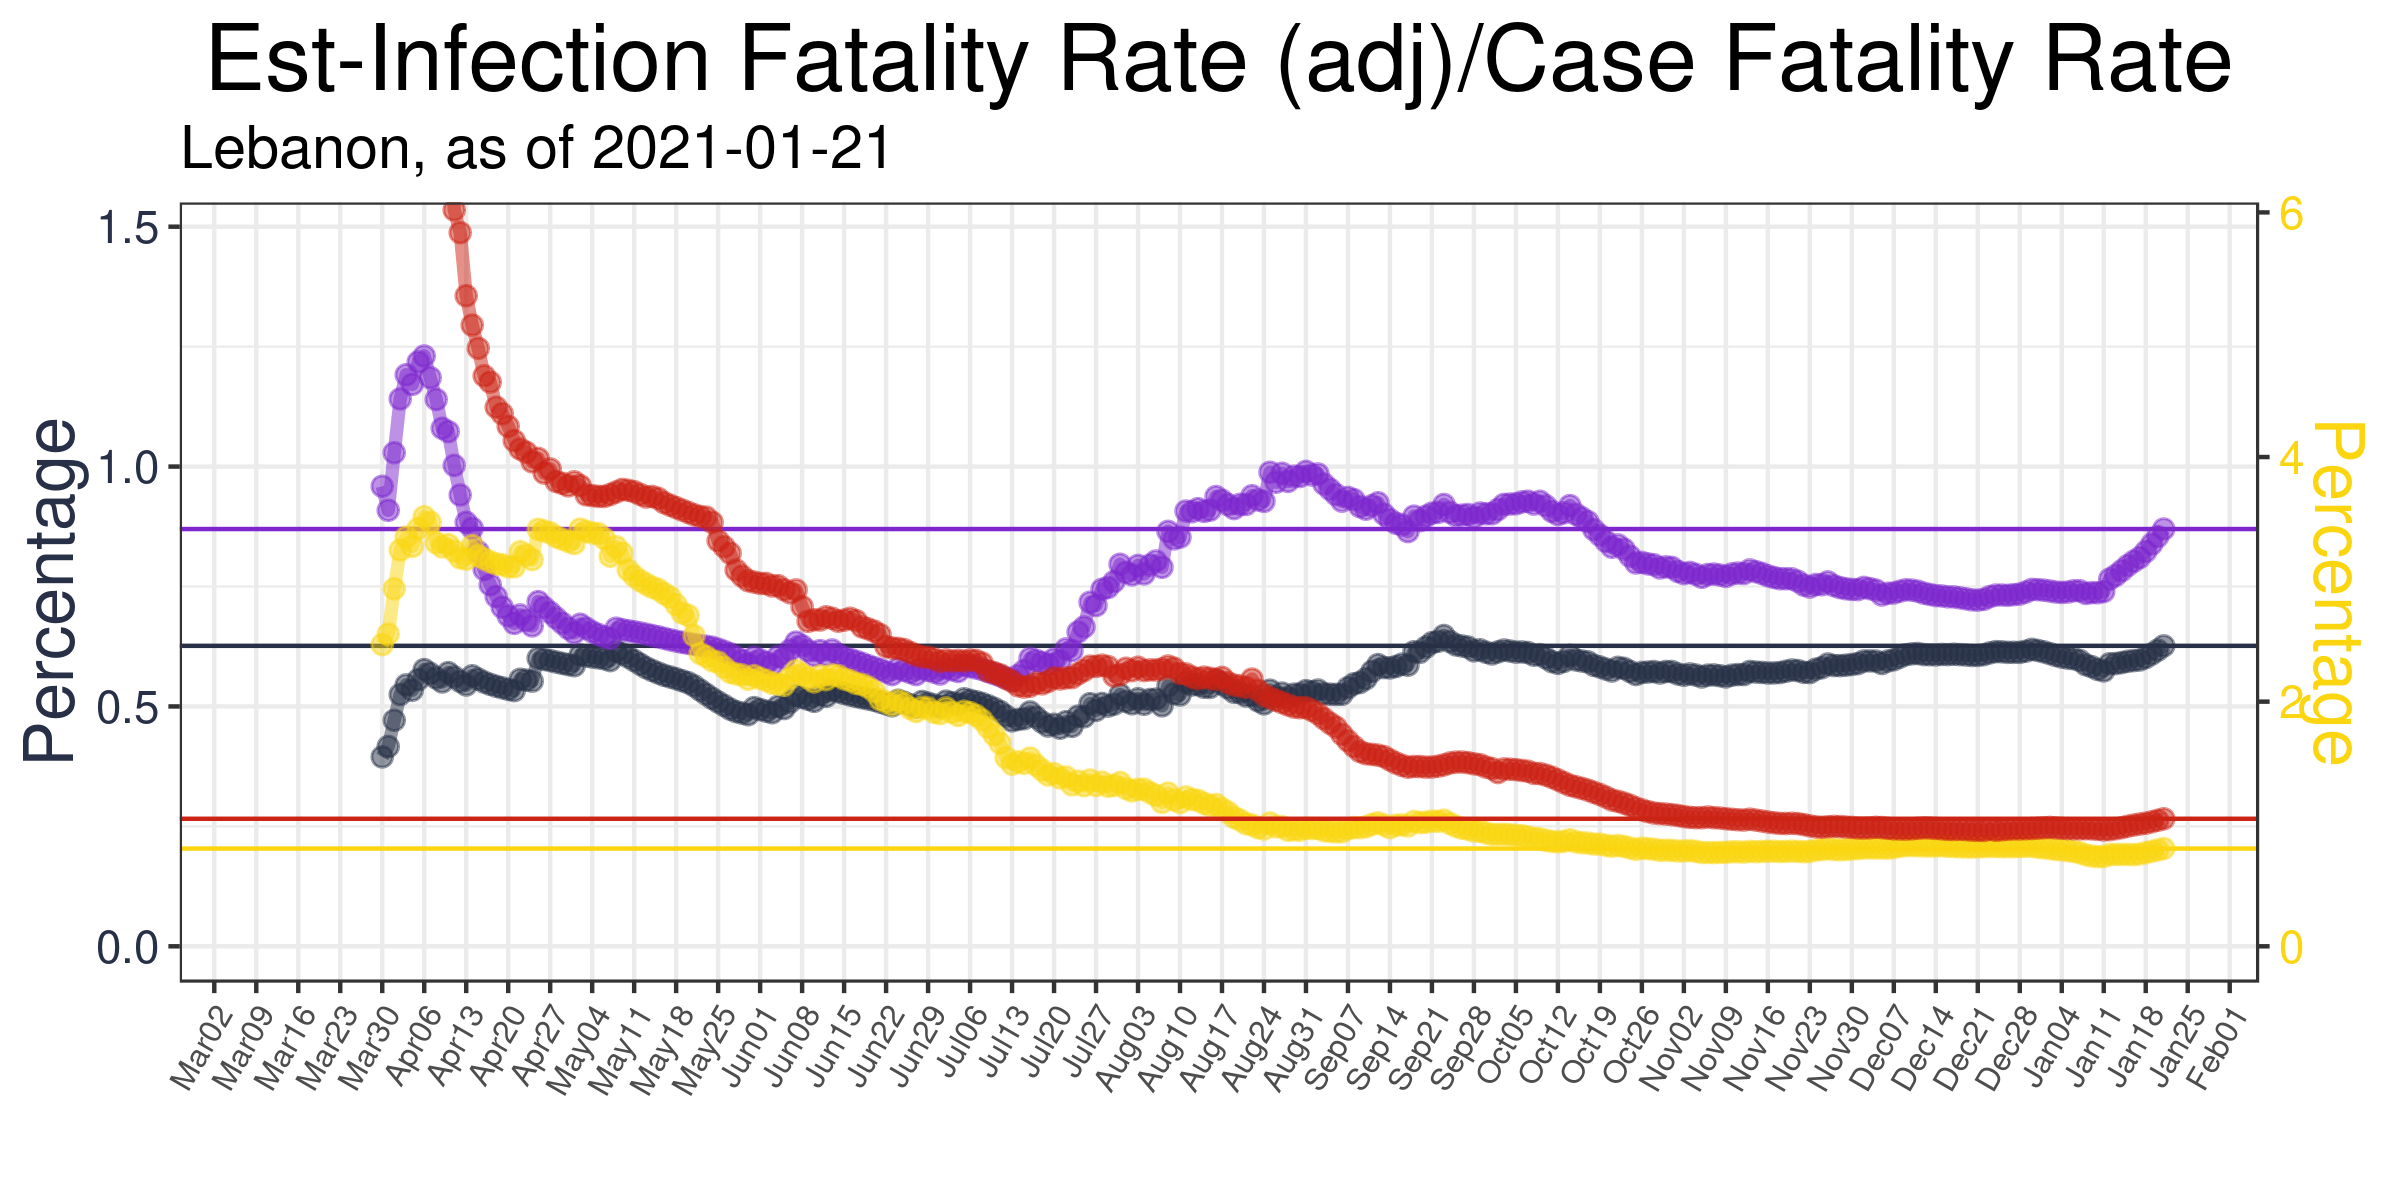 Est-Infection Fatality Rate (adj)/Case Fatality Rate
Lebanon, as of 2021-01-21
Percentage
1.5
1.0
0.5
0.0
6
4
2
0
Percentage
Mar02 Mar09 Mar16 Mar23 Mar30 Apr06 Apr13 Apr20 Apr27 May04 May11 May18 May25 Jun01 Jun08 Jun15 Jun22 Jun29 Jul06 Jul13 Jul20 Jul27 Aug03 Aug10 Aug17 Aug24 Aug31 Sep07 Sep14 Sep21 Sep28 Oct05 Oct12 Oct19 Oct26 Nov02 Nov09 Nov16 Nov23 Nov30 Dec07 Dec14 Dec21 Dec28 Jan04 Jan11 Jan18 Jan25 Feb01